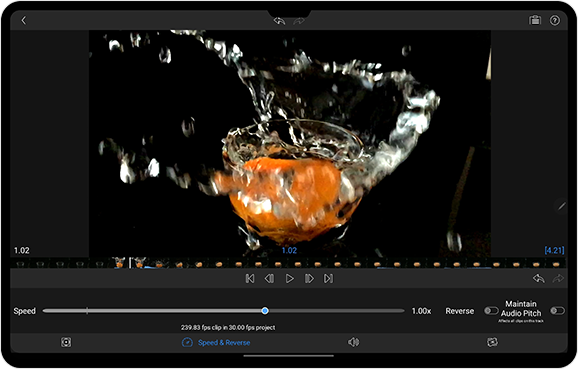 1.02
1.02
[4.21]
Speed
1.00x
Reverse
Maintain
Audio Pitch
Affects all clips on this track
239.83 fps clip in 30.00 fps project
Speed & Reverse